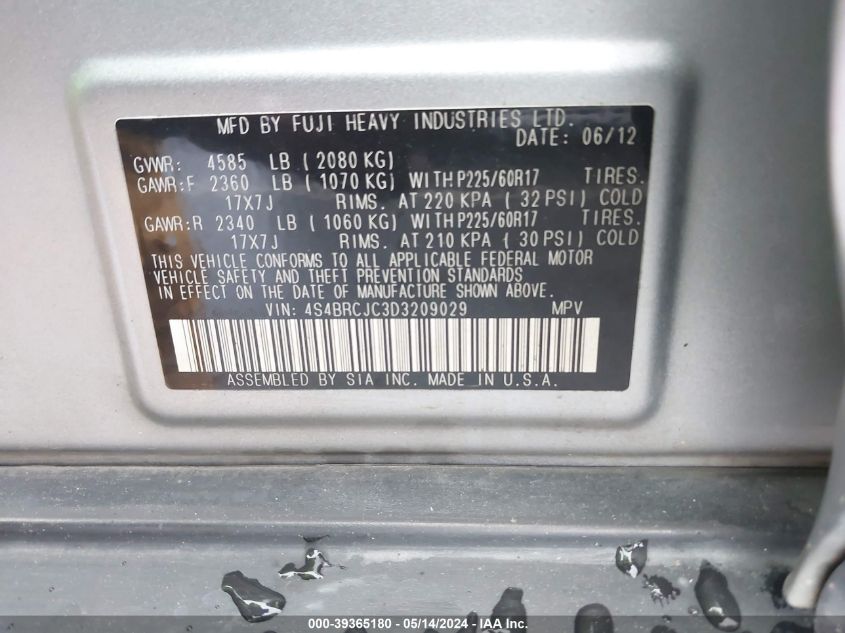 MFD BY FUJI HEAVY INDUSTRIES LTD.
DATE: 06/12
GVWR: 4585 LB ( 2080 KG)
GAWR:F 2360 LB ( 1070 KG) WITH P225/60R17 TIRES.
17X7J RIMS. AT 220 KPA ( 32 PSI) COLD
GAWR:R 2340 LB ( 1060 KG) WITH P225/60R17 TIRES.
17X7J RIMS. AT 210 KPA ( 30 PSI) COLD
THIS VEHICLE CONFORMS TO ALL APPLICABLE FEDERAL MOTOR
VEHICLE SAFETY AND THEFT PREVENTION STANDARDS
IN EFFECT ON THE DATE OF MANUFACTURE SHOWN ABOVE.
VIN: 4S4BRCJC3D3209029 MPV
ASSEMBLED BY SIA INC. MADE IN U.S.A.
000-39365180 - 05/14/2024 - IAA Inc.